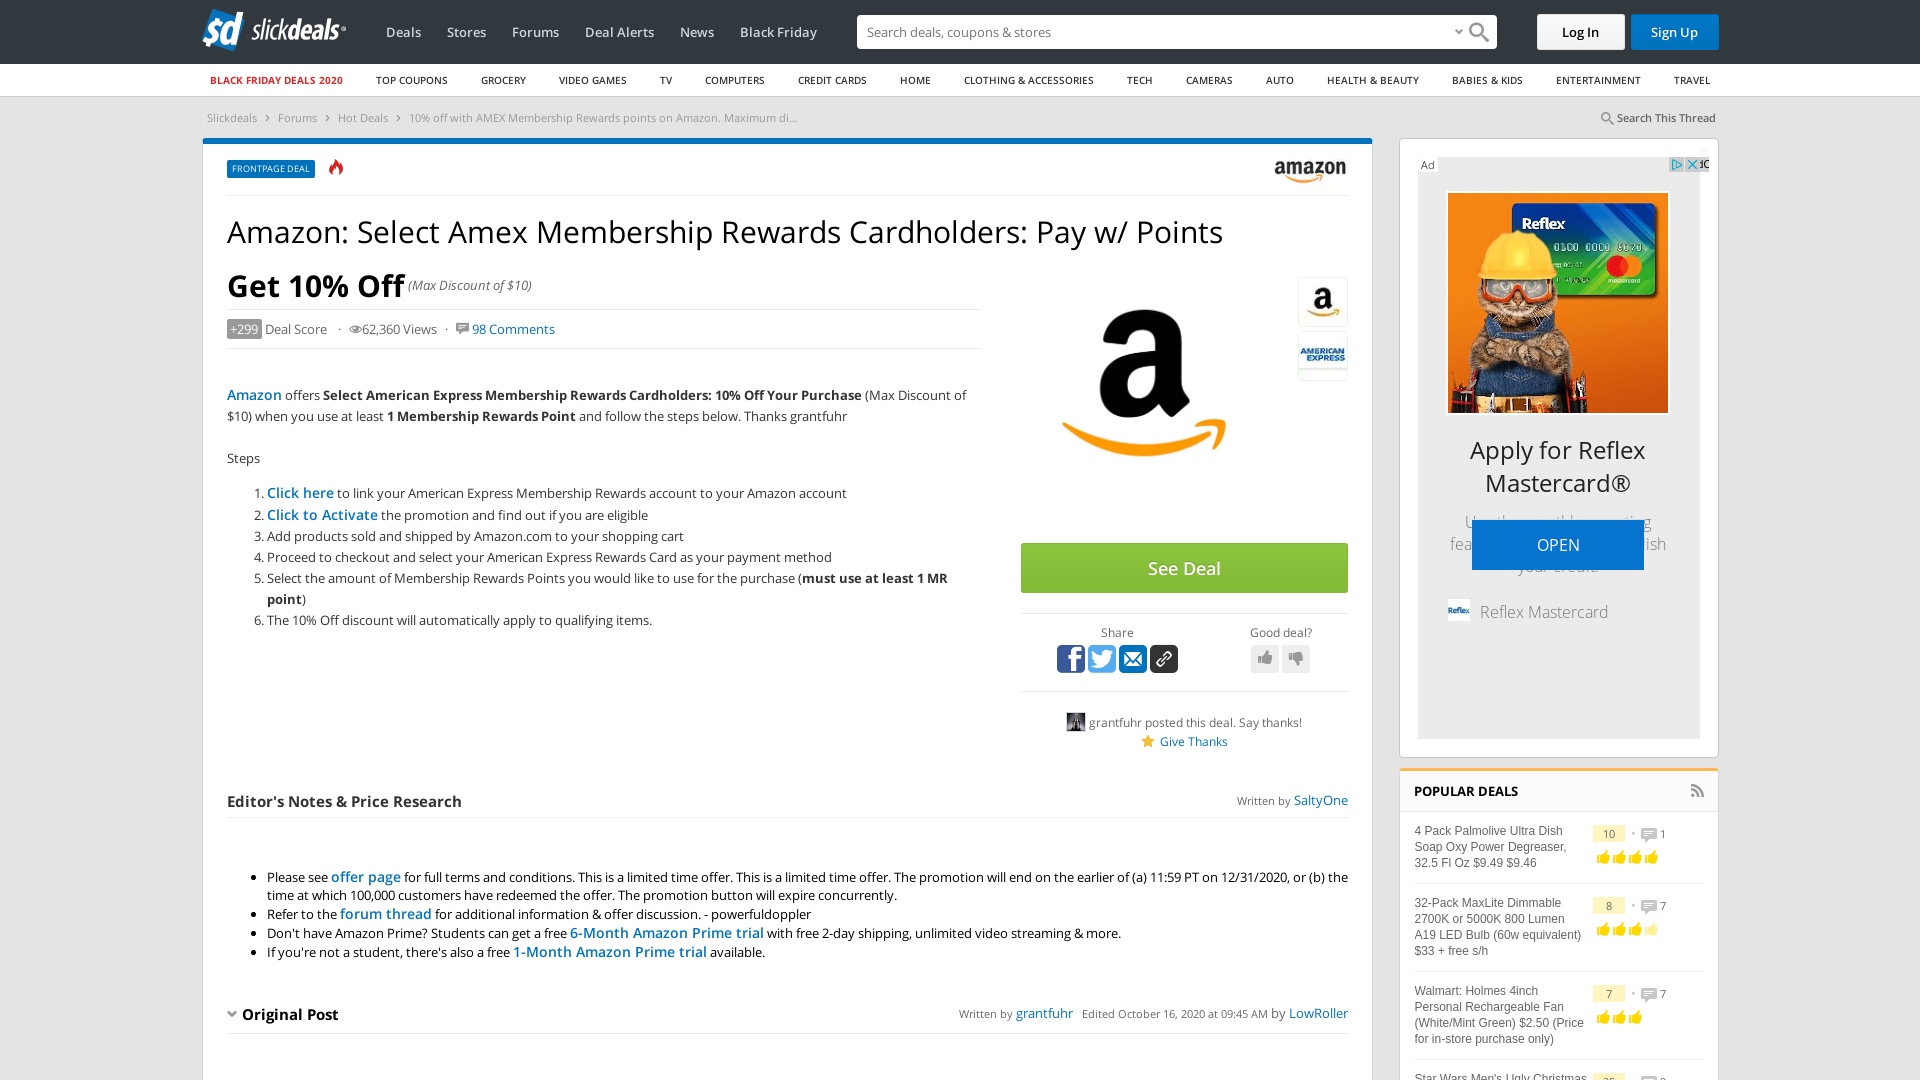 slickdeals
Deals
Stores
Forums
Deal Alerts
News
Black Friday
Search deals, coupons & stores
Log In
Sign Up
BLACK FRIDAY DEALS 2020
TOP COUPONS
GROCERY
VIDEO GAMES
TV
COMPUTERS
CREDIT CARDS
HOME
CLOTHING & ACCESSORIES
TECH
CAMERAS
AUTO
HEALTH & BEAUTY
BABIES & KIDS
ENTERTAINMENT
TRAVEL
Slickdeals > Forums > Hot Deals > 10% off with AMEX Membership Rewards points on Amazon. Maximum di...
Search This Thread
FRONTPAGE DEAL
amazon
Amazon: Select Amex Membership Rewards Cardholders: Pay w/ Points
Get 10% Off (Max Discount of $10)
+299 Deal Score · 62,360 Views · 98 Comments
Amazon offers Select American Express Membership Rewards Cardholders: 10% Off Your Purchase (Max Discount of
$10) when you use at least 1 Membership Rewards Point and follow the steps below. Thanks grantfuhr
Steps
1. Click here to link your American Express Membership Rewards account to your Amazon account
2. Click to Activate the promotion and find out if you are eligible
3. Add products sold and shipped by Amazon.com to your shopping cart
4. Proceed to checkout and select your American Express Rewards Card as your payment method
5. Select the amount of Membership Rewards Points you would like to use for the purchase (must use at least 1 MR
point)
6. The 10% Off discount will automatically apply to qualifying items.
a
a
AMERICAN
EXPRESS
See Deal
Share
Good deal?
grantfuhr posted this deal. Say thanks!
Give Thanks
Editor's Notes & Price Research
Written by SaltyOne
• Please see offer page for full terms and conditions. This is a limited time offer. This is a limited time offer. The promotion will end on the earlier of (a) 11:59 PT on 12/31/2020, or (b) the
time at which 100,000 customers have redeemed the offer. The promotion button will expire concurrently.
• Refer to the forum thread for additional information & offer discussion. - powerfuldoppler
• Don't have Amazon Prime? Students can get a free 6-Month Amazon Prime trial with free 2-day shipping, unlimited video streaming & more.
• If you're not a student, there's also a free 1-Month Amazon Prime trial available.
Original Post
Written by grantfuhr Edited October 16, 2020 at 09:45 AM by LowRoller
Ad
Reflex
mastercard
Apply for Reflex
Mastercard®
OPEN
your credit.
Reflex
Reflex Mastercard
POPULAR DEALS
4 Pack Palmolive Ultra Dish
Soap Oxy Power Degreaser,
32.5 Fl Oz $9.49 $9.46
10 • 1
32-Pack MaxLite Dimmable
2700K or 5000K 800 Lumen
A19 LED Bulb (60w equivalent)
$33 + free s/h
8 • 7
Walmart: Holmes 4inch
Personal Rechargeable Fan
(White/Mint Green) $2.50 (Price
for in-store purchase only)
7 • 7
Star Wars Men's Ugly Christmas